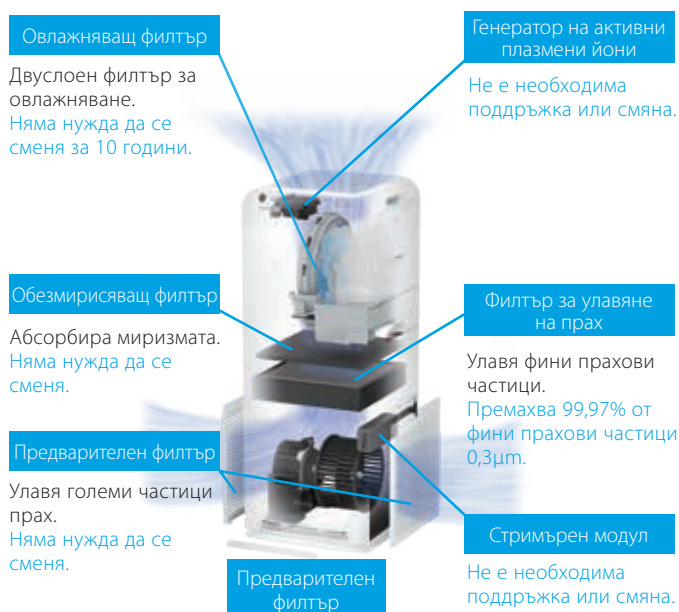 Овлажняващ филтър
Двуслоен филтър за
овлажняване.
Няма нужда да се
сменя за 10 години.
Генератор на активни
плазмени йони
Не е необходима
поддръжка или смяна.
Обезмирисяващ филтър
Абсорбира миризмата.
Няма нужда да се
сменя.
Филтър за улавяне
на прах
Улавя фини прахови
частици.
Премахва 99,97% от
фини прахови частици
0,3µm.
Предварителен филтър
Улавя големи частици
прах.
Няма нужда да се
сменя.
Стримърен модул
Не е необходима
поддръжка или смяна.
Предварителен
филтър